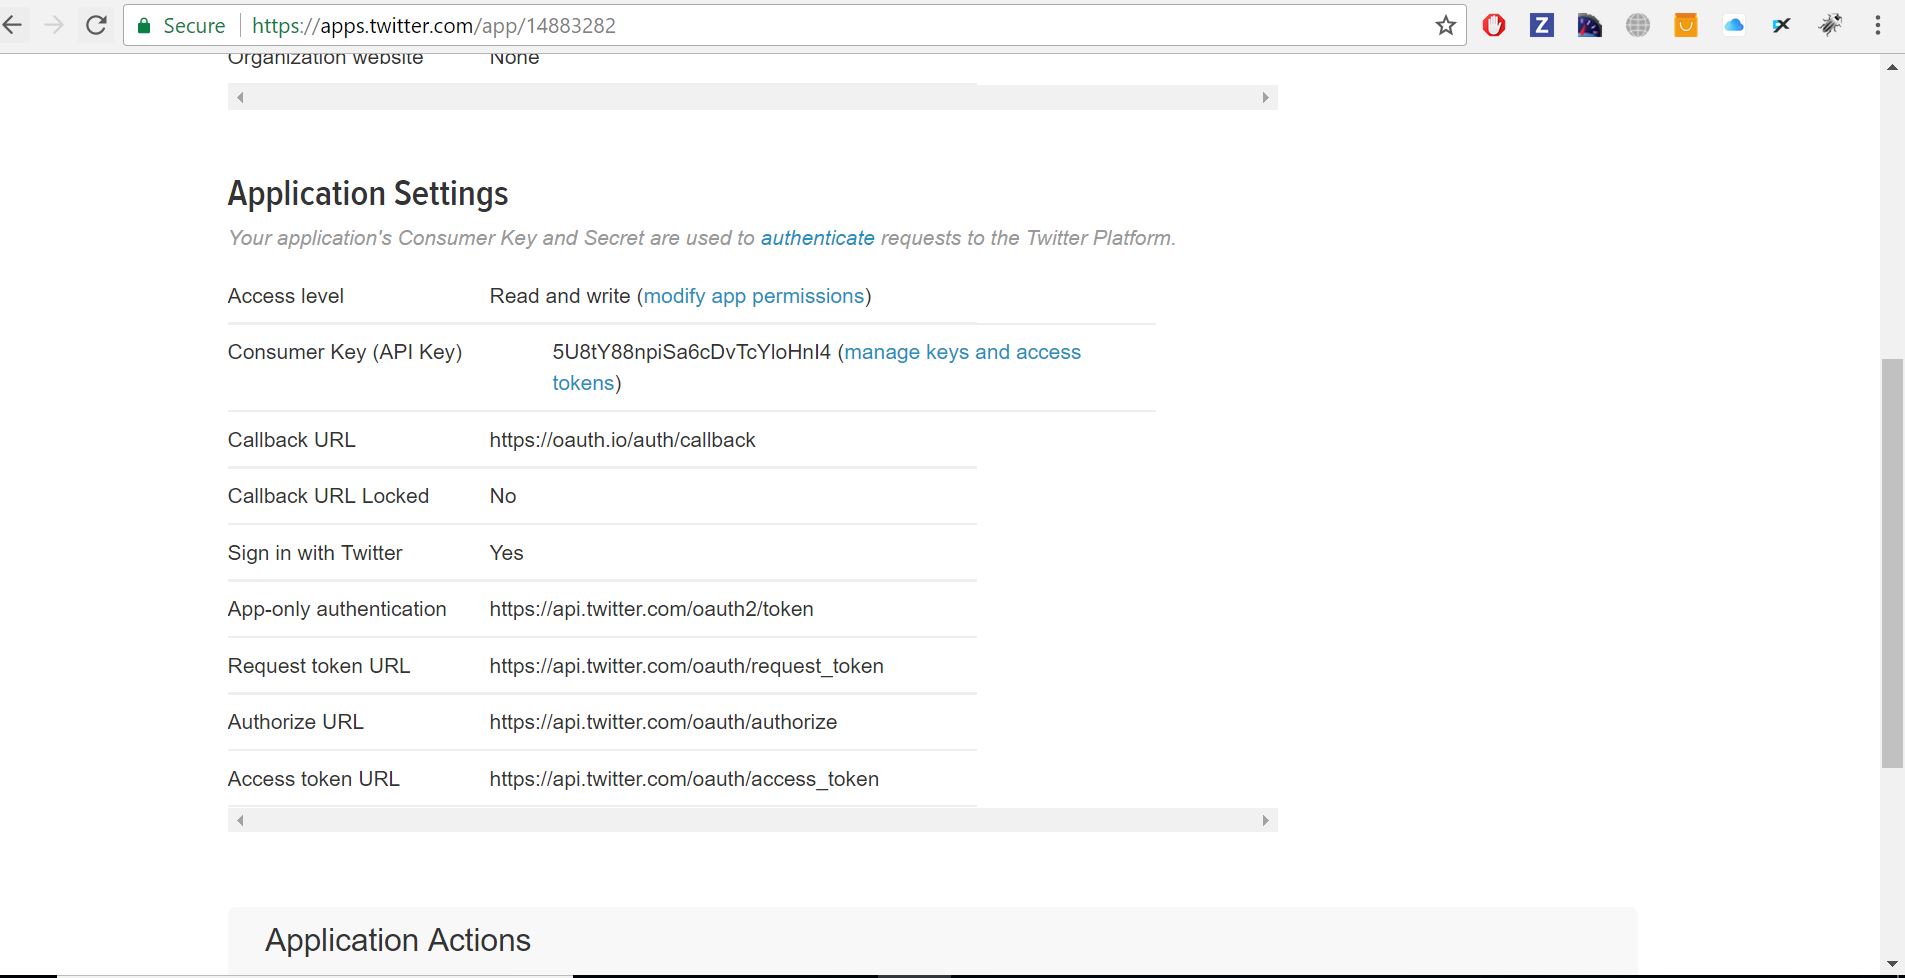 Secure https://apps.twitter.com/app/14883282
Z
Organization website None
Application Settings
Your application's Consumer Key and Secret are used to authenticate requests to the Twitter Platform.
Access level Read and write (modify app permissions)
Consumer Key (API Key) 5U8tY88npiSa6cDvTcYloHnI4 (manage keys and access
tokens)
Callback URL https://oauth.io/auth/callback
Callback URL Locked No
Sign in with Twitter Yes
App-only authentication https://api.twitter.com/oauth2/token
Request token URL https://api.twitter.com/oauth/request_token
Authorize URL https://api.twitter.com/oauth/authorize
Access token URL https://api.twitter.com/oauth/access_token
Application Actions